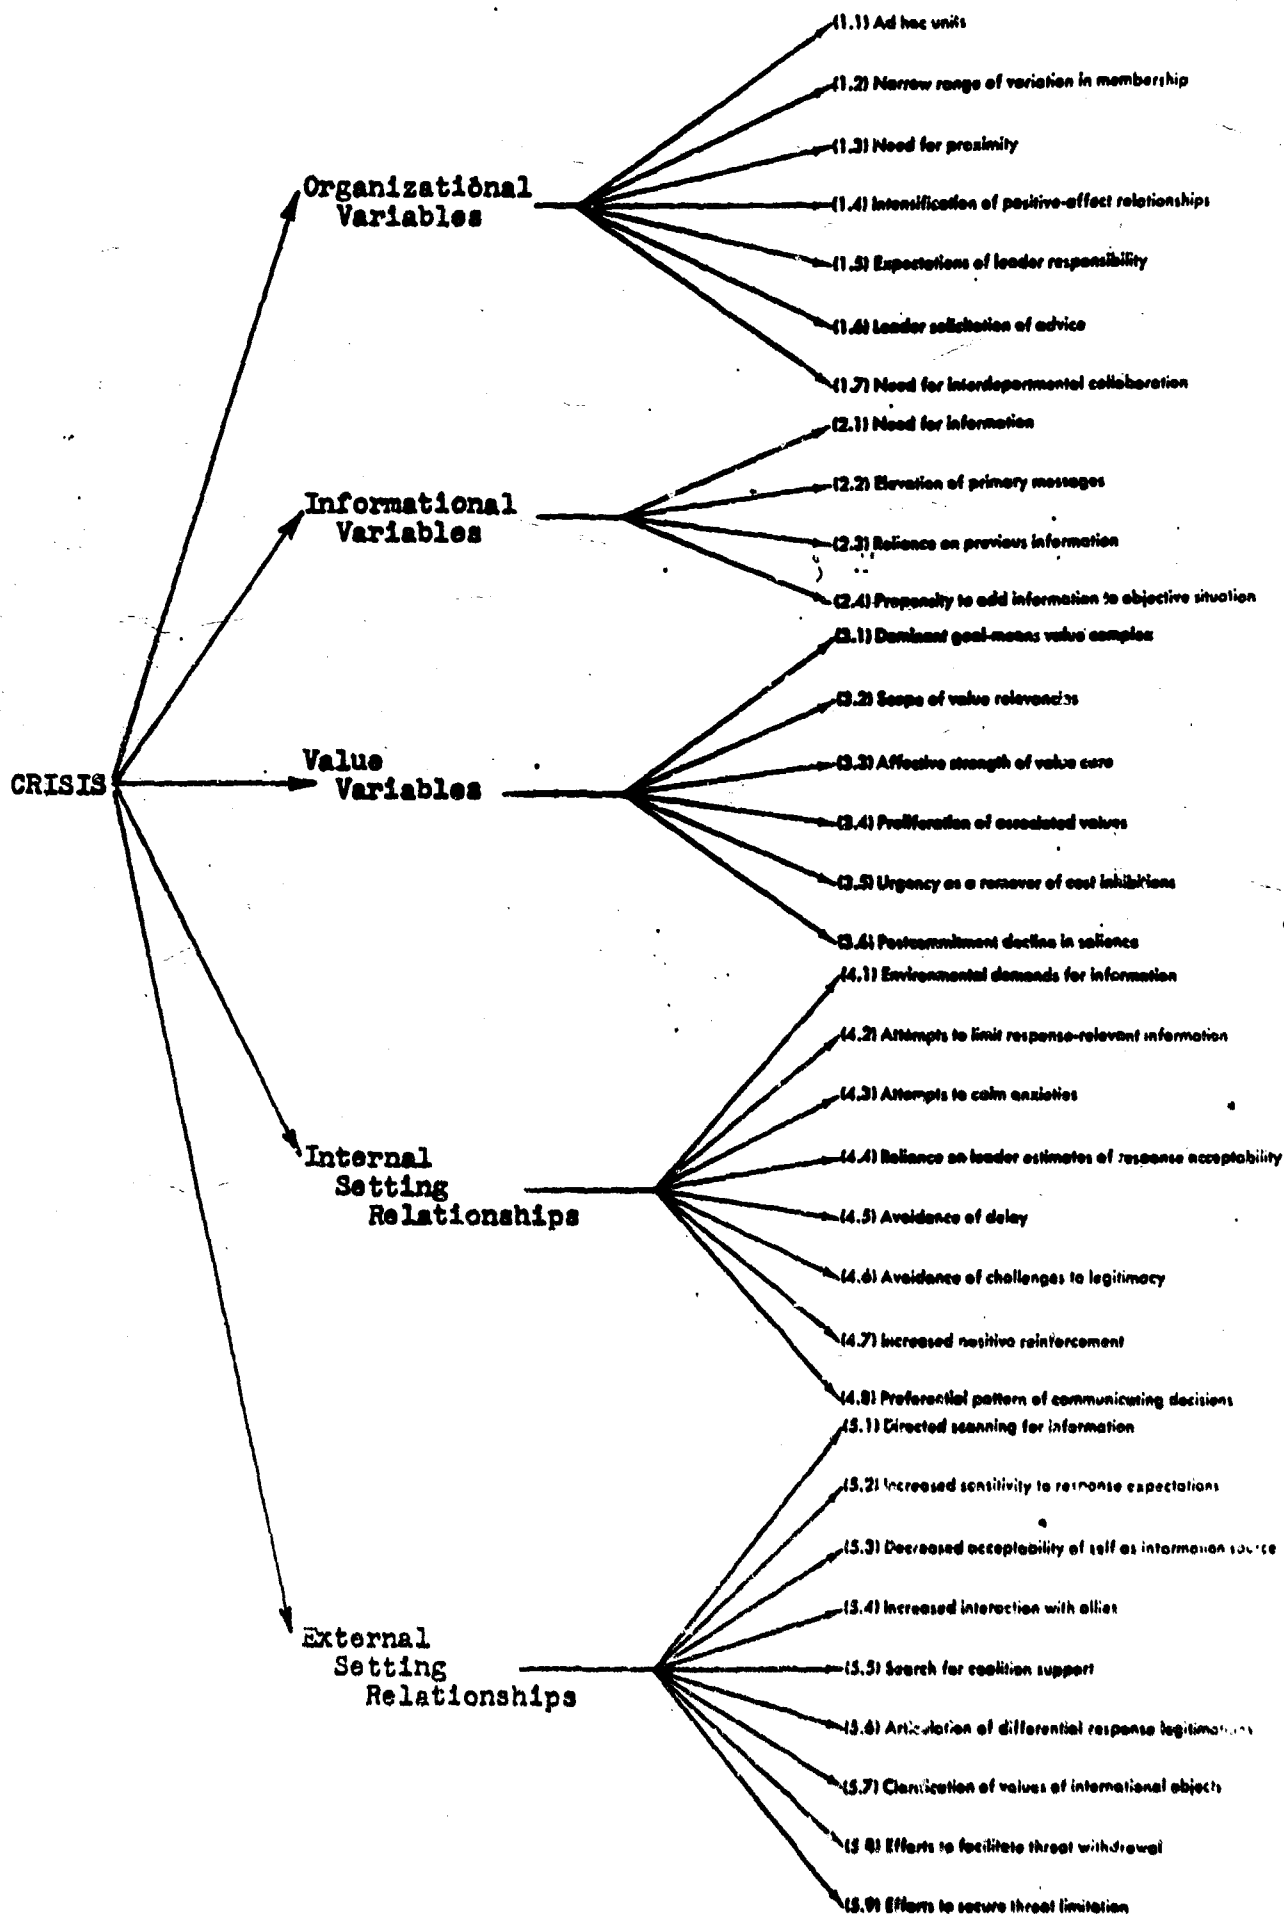 (1.1) Ad hoc units
(1.2) Narrow range of variation in membership
(1.3) Need for proximity
Organizational
Variables
(1.4) Intensification of positive-affect relationships
(1.5) Expectations of leader responsibility
(1.6) Leader solicitation of advice
(1.7) Need for interdepartmental collaboration
(2.1) Need for information
(2.2) Elevation of primary messages
Informational
Variables
(2.3) Reliance on previous information
(2.4) Propensity to add information to objective situation
(3.1) Dominant goal-means value complex
(3.2) Scope of value relevancies
CRISIS
Value
Variables
(3.3) Affective strength of value core
(3.4) Proliferation of associated values
(3.5) Urgency as a remover of cost inhibitions
(3.6) Postcommitment decline in salience
(4.1) Environmental demands for information
(4.2) Attempts to limit response-relevant information
(4.3) Attempts to calm anxieties
Internal
Setting
Relationships
(4.4) Reliance on leader estimates of response acceptability
(4.5) Avoidance of delay
(4.6) Avoidance of challenges to legitimacy
(4.7) Increased positive reinforcement
(4.8) Preferential pattern of communicating decisions
(5.1) Directed scanning for information
(5.2) Increased sensitivity to response expectations
(5.3) Decreased acceptability of self as information source
(5.4) Increased interaction with allies
External
Setting
Relationships
(5.5) Search for coalition support
(5.6) Articulation of differential response
(5.7) Clarification of values of international objects
(5.8) Efforts to facilitate threat withdrawal
(5.9) Efforts to secure threat limitation